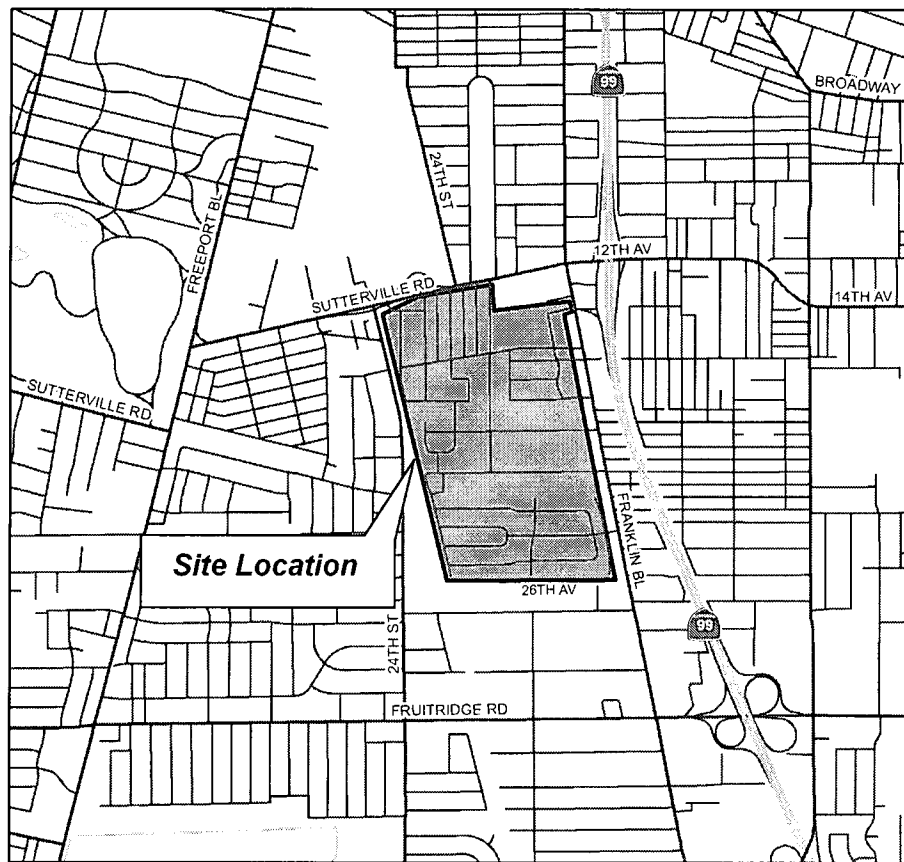 99
BROADWAY
24TH ST
FREEPORT BL
12TH AV
SUTTERVILLE RD
14TH AV
SUTTERVILLE RD
FRANKLIN BL
Site Location
26TH AV
99
24TH ST
FRUITRIDGE RD